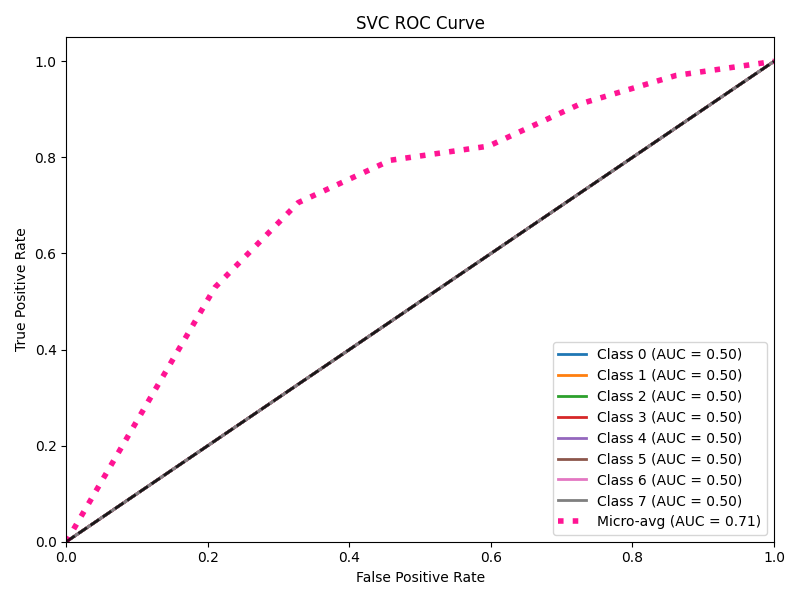 SVC ROC Curve
1.0
0.8
0.6
0.4
0.2
0.0
True Positive Rate
0.0 0.2 0.4 0.6 0.8 1.0
False Positive Rate
Class 0 (AUC = 0.50)
Class 1 (AUC = 0.50)
Class 2 (AUC = 0.50)
Class 3 (AUC = 0.50)
Class 4 (AUC = 0.50)
Class 5 (AUC = 0.50)
Class 6 (AUC = 0.50)
Class 7 (AUC = 0.50)
Micro-avg (AUC = 0.71)